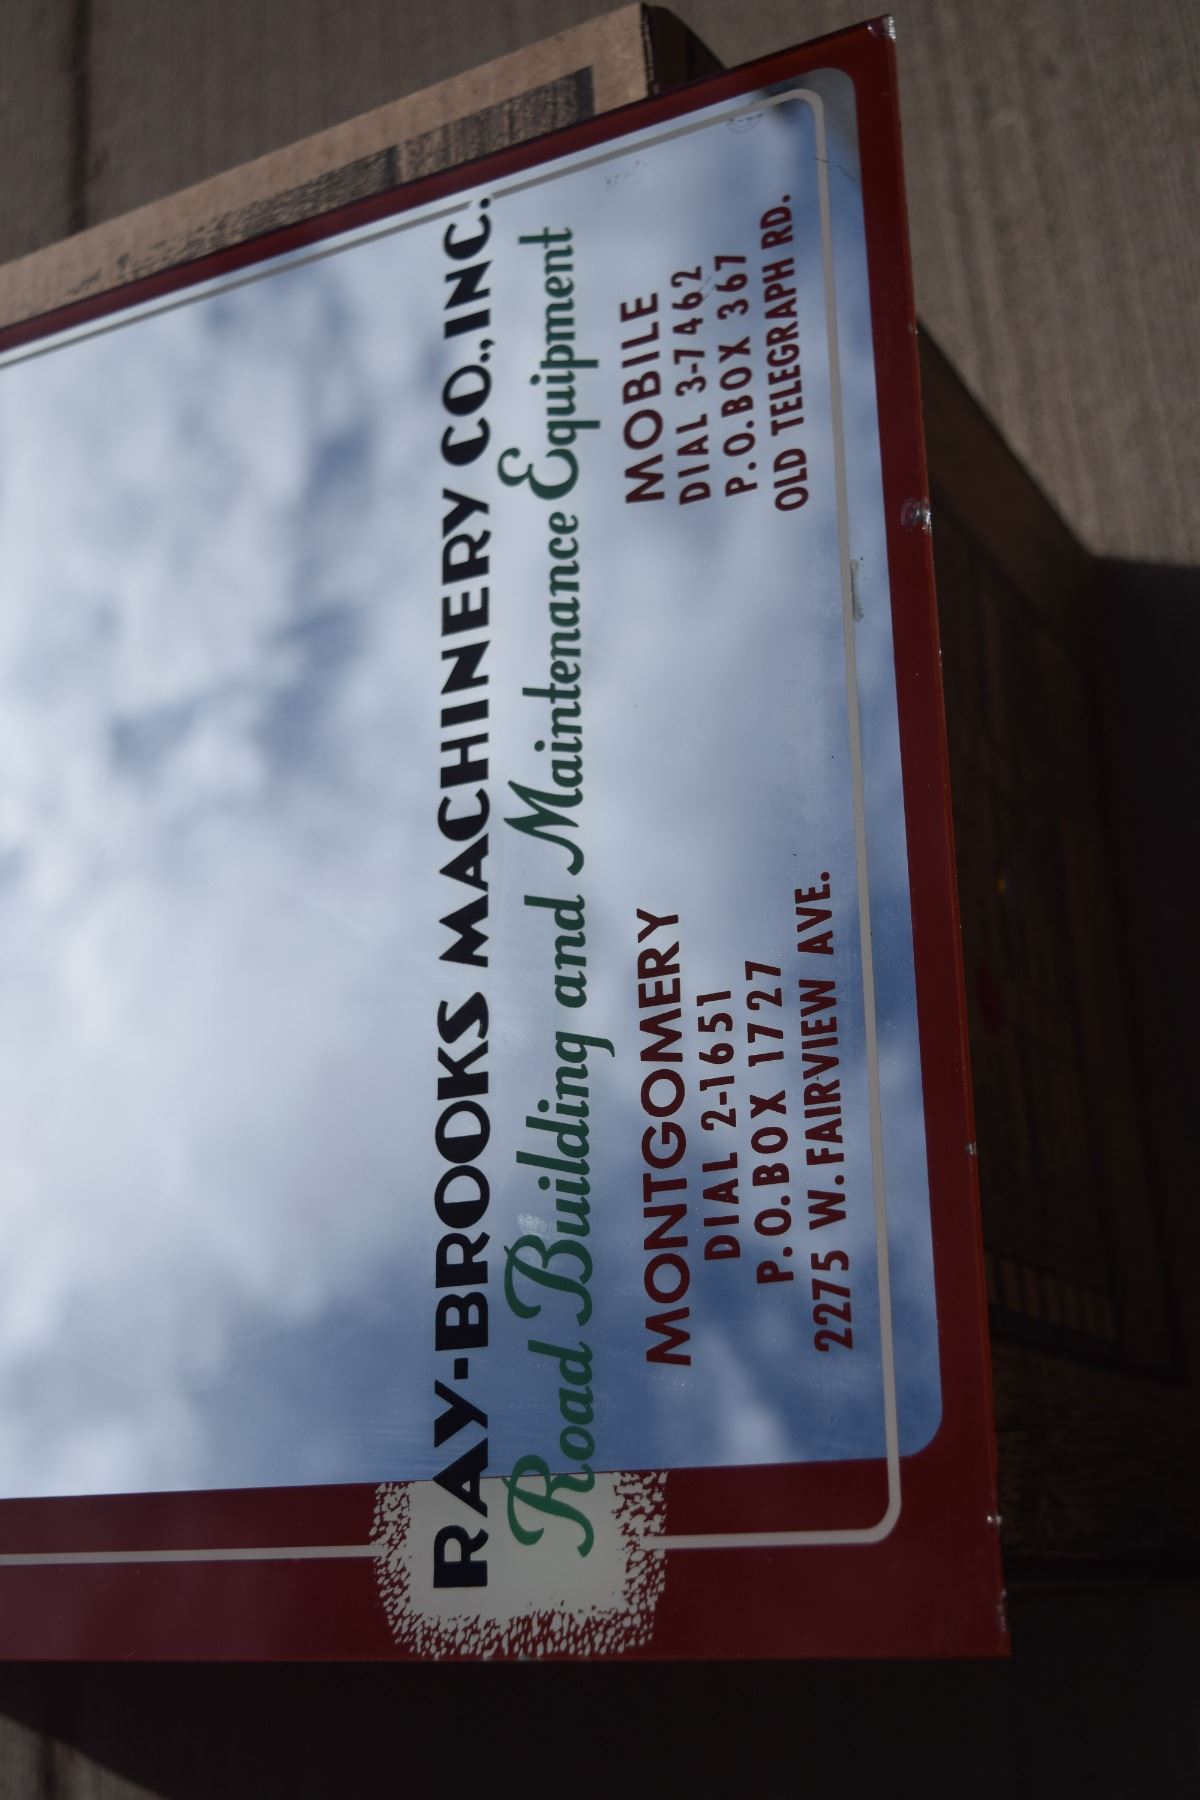 RAY-BROOKS MACHINERY CO., INC.
Road Building and Maintenance Equipment
MONTGOMERY
DIAL 2-1651
P.O. BOX 1727
2275 W. FAIRVIEW AVE.
MOBILE
DIAL 3-7462
P.O. BOX 367
OLD TELEGRAPH RD.